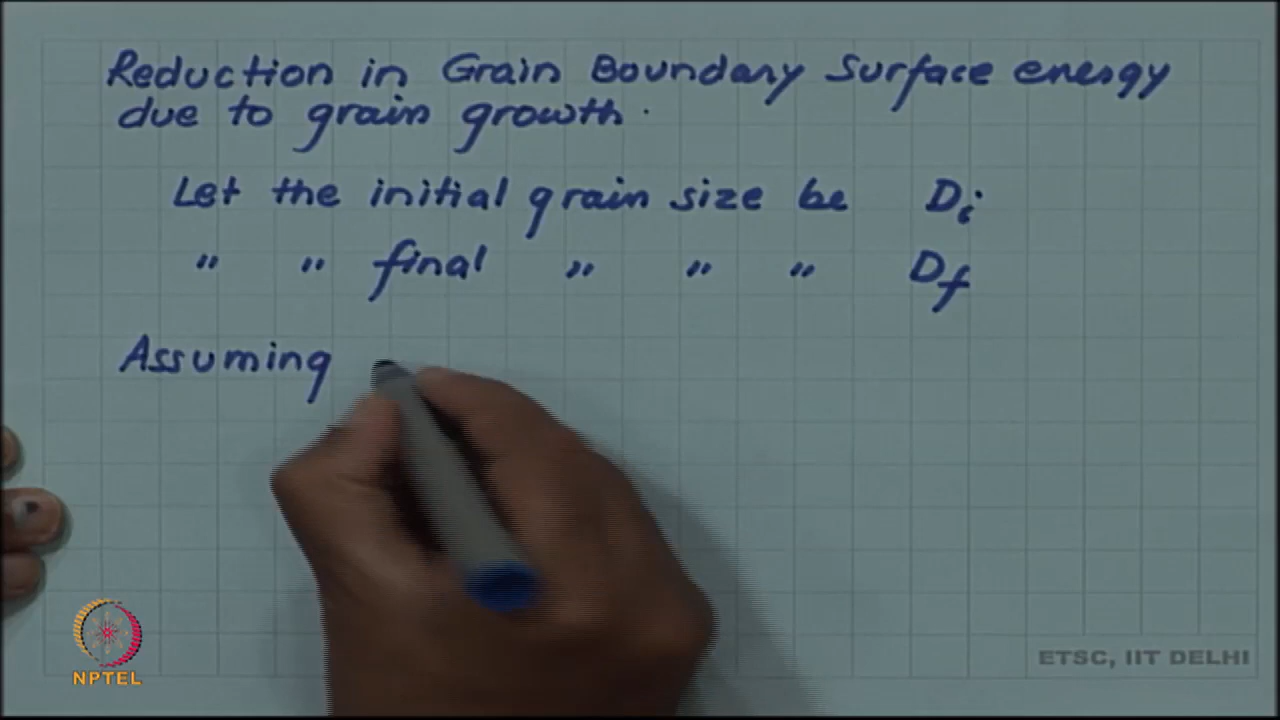 Reduction in Grain Boundary Surface energy
due to grain growth.
Let the initial grain size be Di
" " final " " " Df
Assuming
NPTEL
ETSC, IIT DELHI